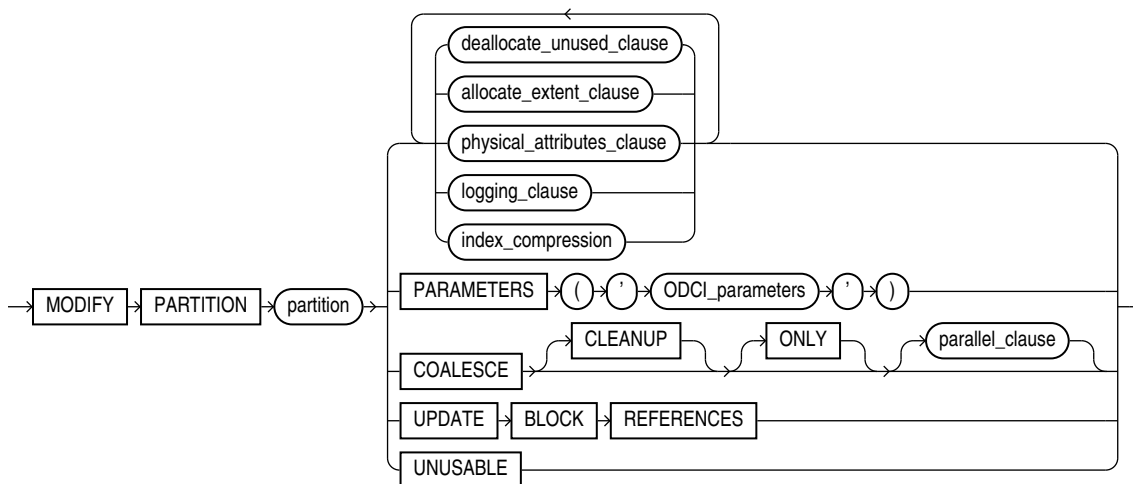 deallocate_unused_clause
allocate_extent_clause
physical_attributes_clause
logging_clause
index_compression
MODIFY PARTITION partition
PARAMETERS ( ' ODCI_parameters ' )
CLEANUP ONLY parallel_clause
COALESCE
UPDATE BLOCK REFERENCES
UNUSABLE